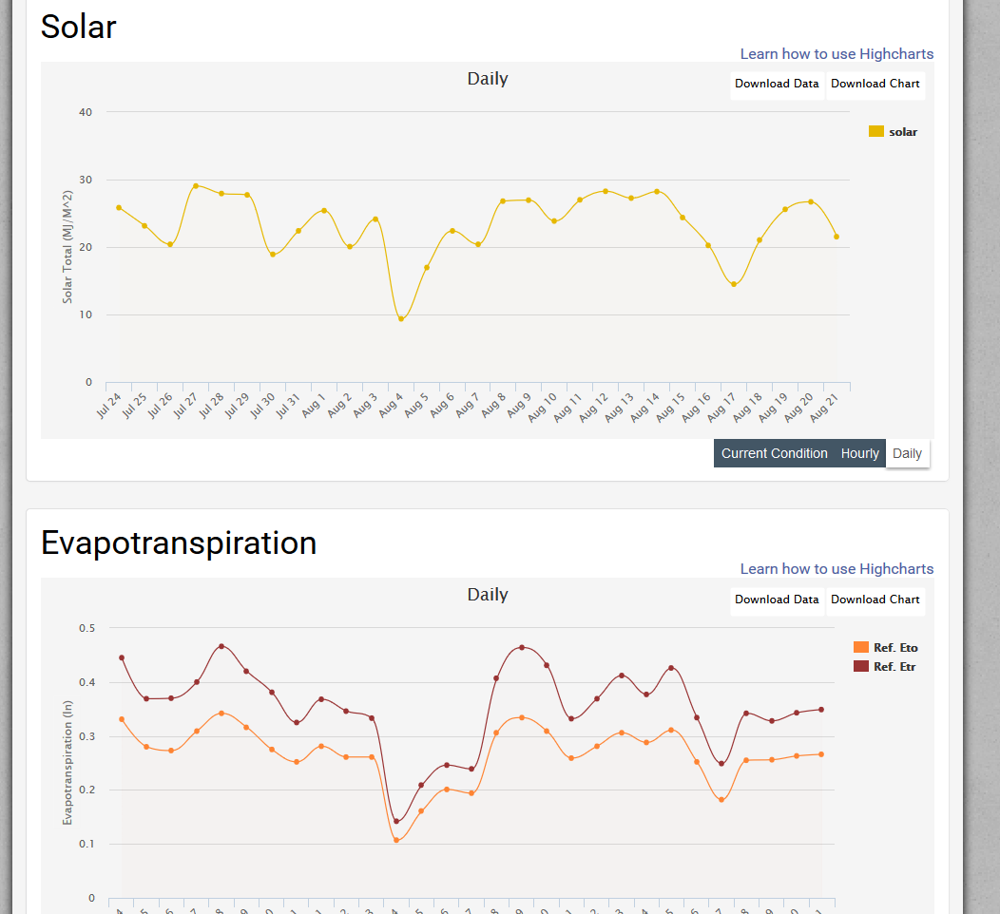 Solar
Learn how to use Highcharts
Daily
Download Data Download Chart
40
solar
30
20
10
0
Solar Total (MJ/M^2)
Jul 24 Jul 25 Jul 26 Jul 27 Jul 28 Jul 29 Jul 30 Jul 31 Aug 1 Aug 2 Aug 3 Aug 4 Aug 5 Aug 6 Aug 7 Aug 8 Aug 9 Aug 10 Aug 11 Aug 12 Aug 13 Aug 14 Aug 15 Aug 16 Aug 17 Aug 18 Aug 19 Aug 20 Aug 21
Current Condition Hourly Daily
Evapotranspiration
Learn how to use Highcharts
Daily
Download Data Download Chart
0.5
Ref. Eto
Ref. Etr
0.4
0.3
0.2
0.1
0
Evapotranspiration (In)